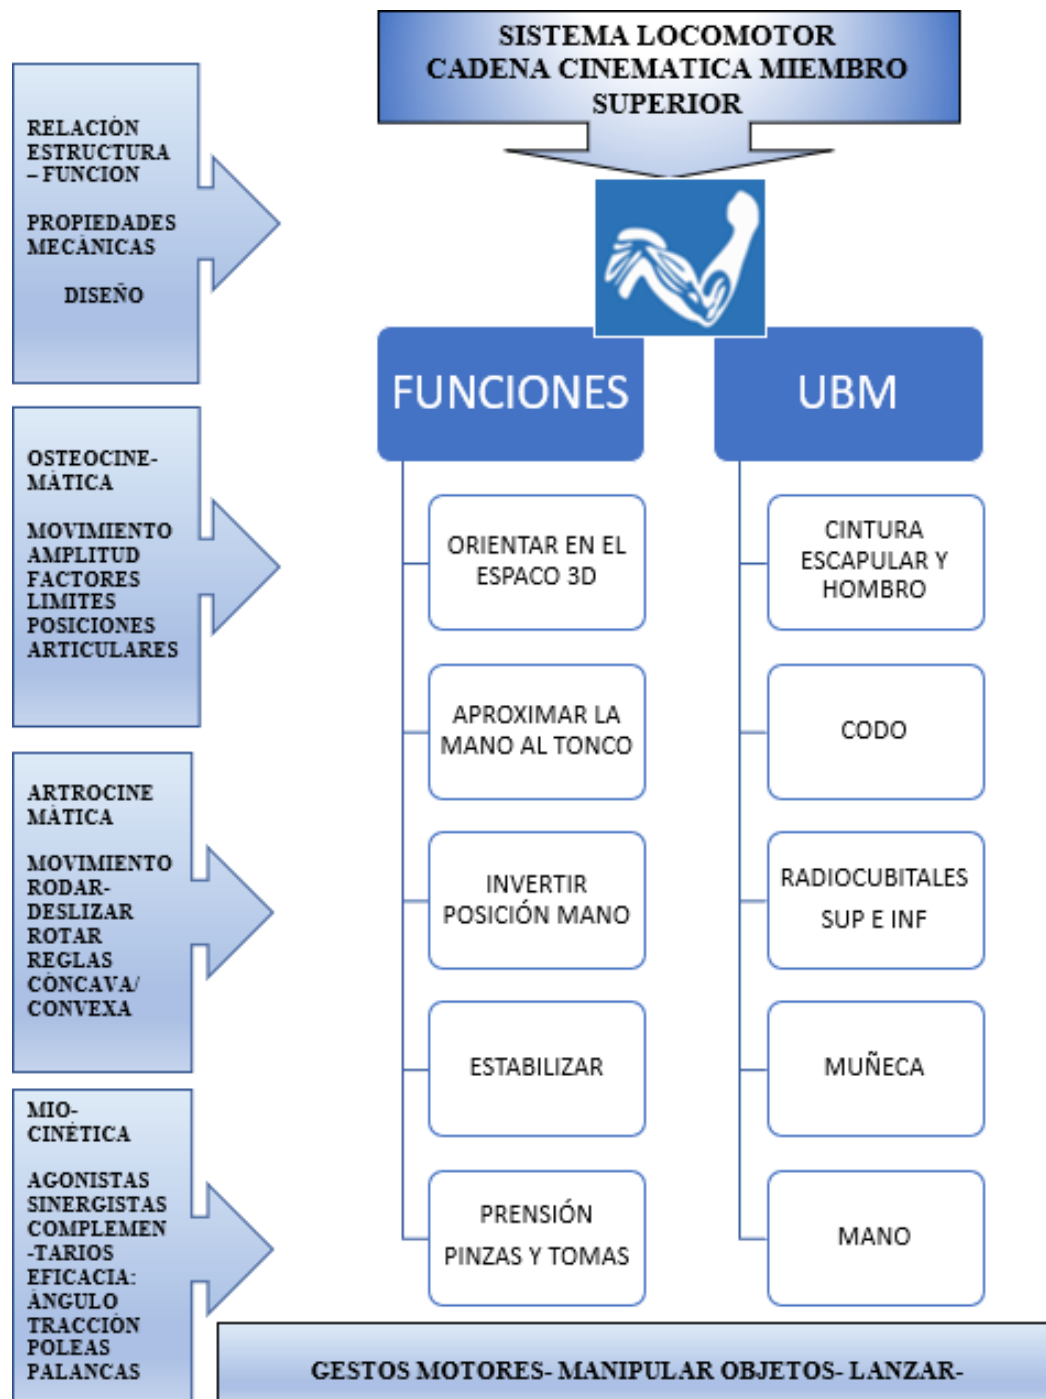 SISTEMA LOCOMOTOR
CADENA CINEMATICA MIEMBRO
SUPERIOR
RELACIÓN
ESTRUCTURA
– FUNCION
PROPIEDADES
MECÁNICAS
DISEÑO
OSTEOCINE-
MÁTICA
MOVIMIENTO
AMPLITUD
FACTORES
LIMITES
POSICIONES
ARTICULARES
ARTROCINE
MÁTICA
MOVIMIENTO
RODAR-
DESLIZAR
ROTAR
REGLAS
CÓNCAVA/
CONVEXA
MIO-
CINÉTICA
AGONISTAS
SINERGISTAS
COMPLEMEN
-TARIOS
EFICACIA:
ÁNGULO
TRACCIÓN
POLEAS
PALANCAS
FUNCIONES
ORIENTAR EN EL
ESPACO 3D
APROXIMAR LA
MANO AL TONCO
INVERTIR
POSICIÓN MANO
ESTABILIZAR
PRENSIÓN
PINZAS Y TOMAS
UBM
CINTURA
ESCAPULAR Y
HOMBRO
CODO
RADIOCUBITALES
SUP E INF
MUÑECA
MANO
GESTOS MOTORES- MANIPULAR OBJETOS- LANZAR-